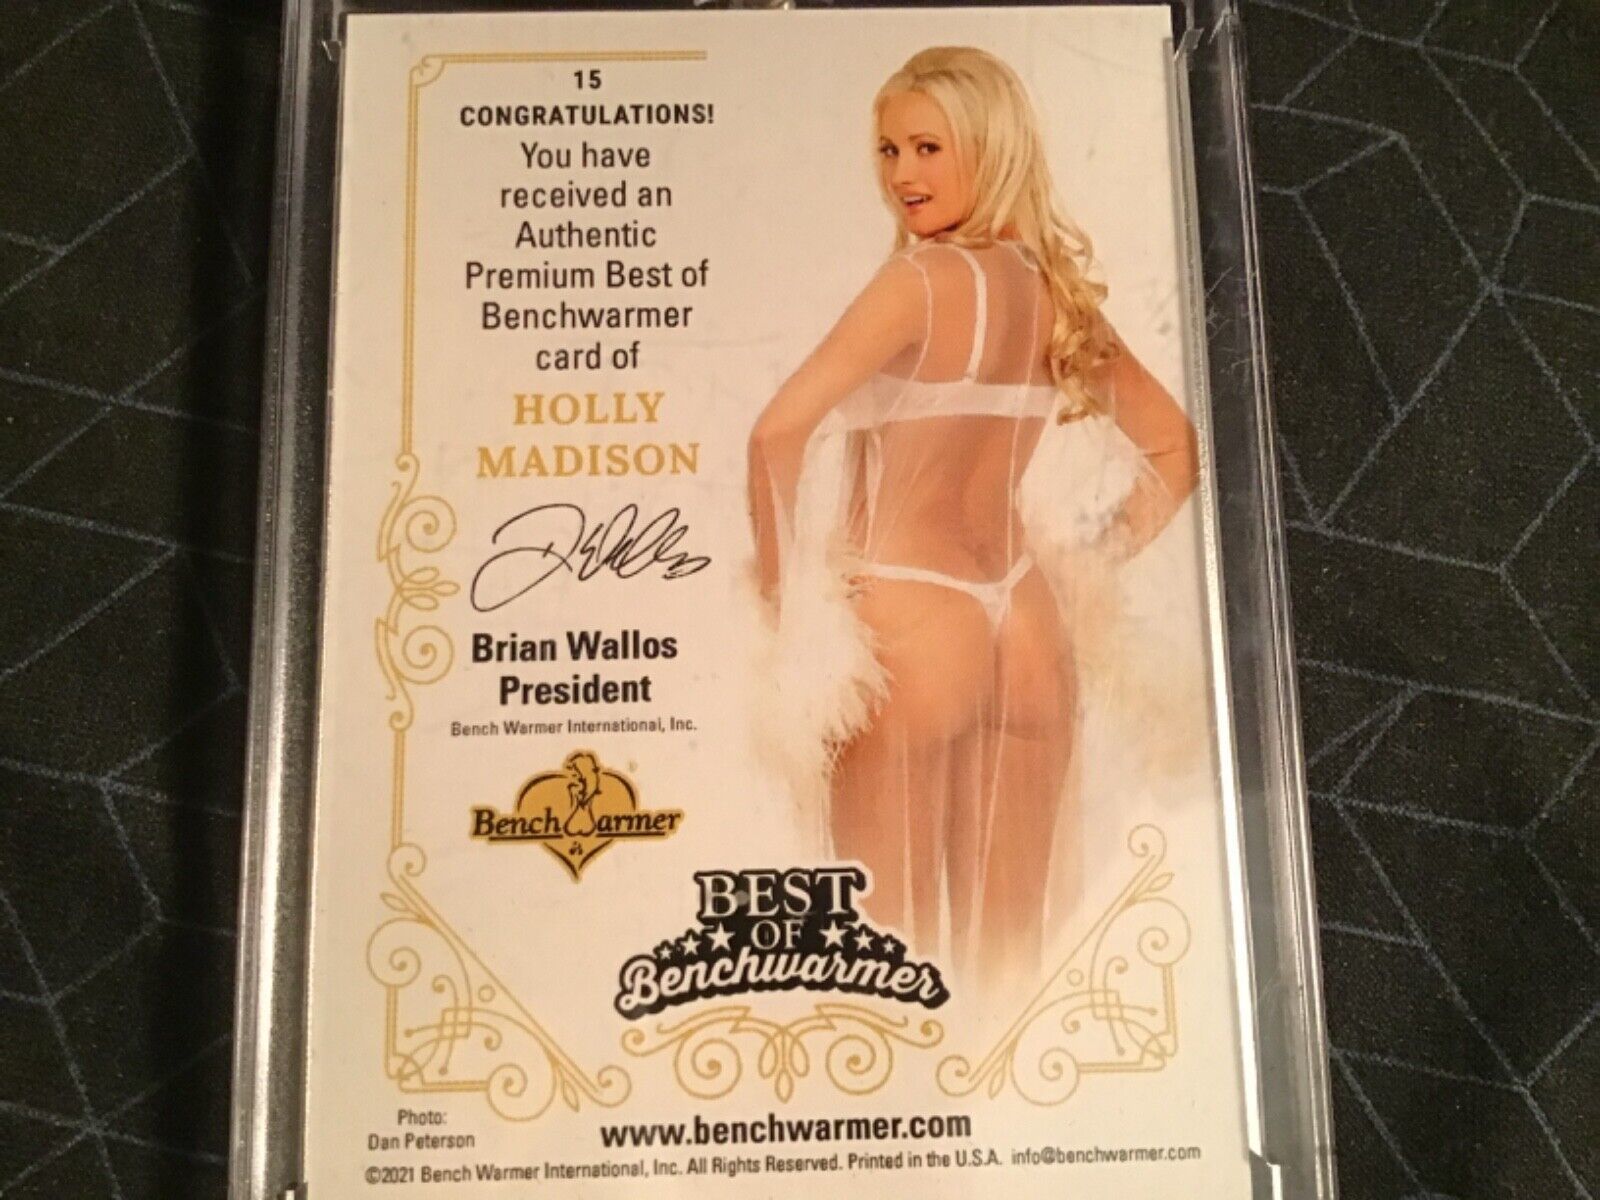 15
CONGRATULATIONS!
You have
received an
Authentic
Premium Best of
Benchwarmer
card of
HOLLY
MADISON
Brian Wallos
President
Bench Warmer International, Inc.
BenchWarmer
BEST
OF
Benchwarmer
Photo:
Dan Peterson
www.benchwarmer.com
©2021 Bench Warmer International, Inc. All Rights Reserved. Printed in the U.S.A. info@benchwarmer.com